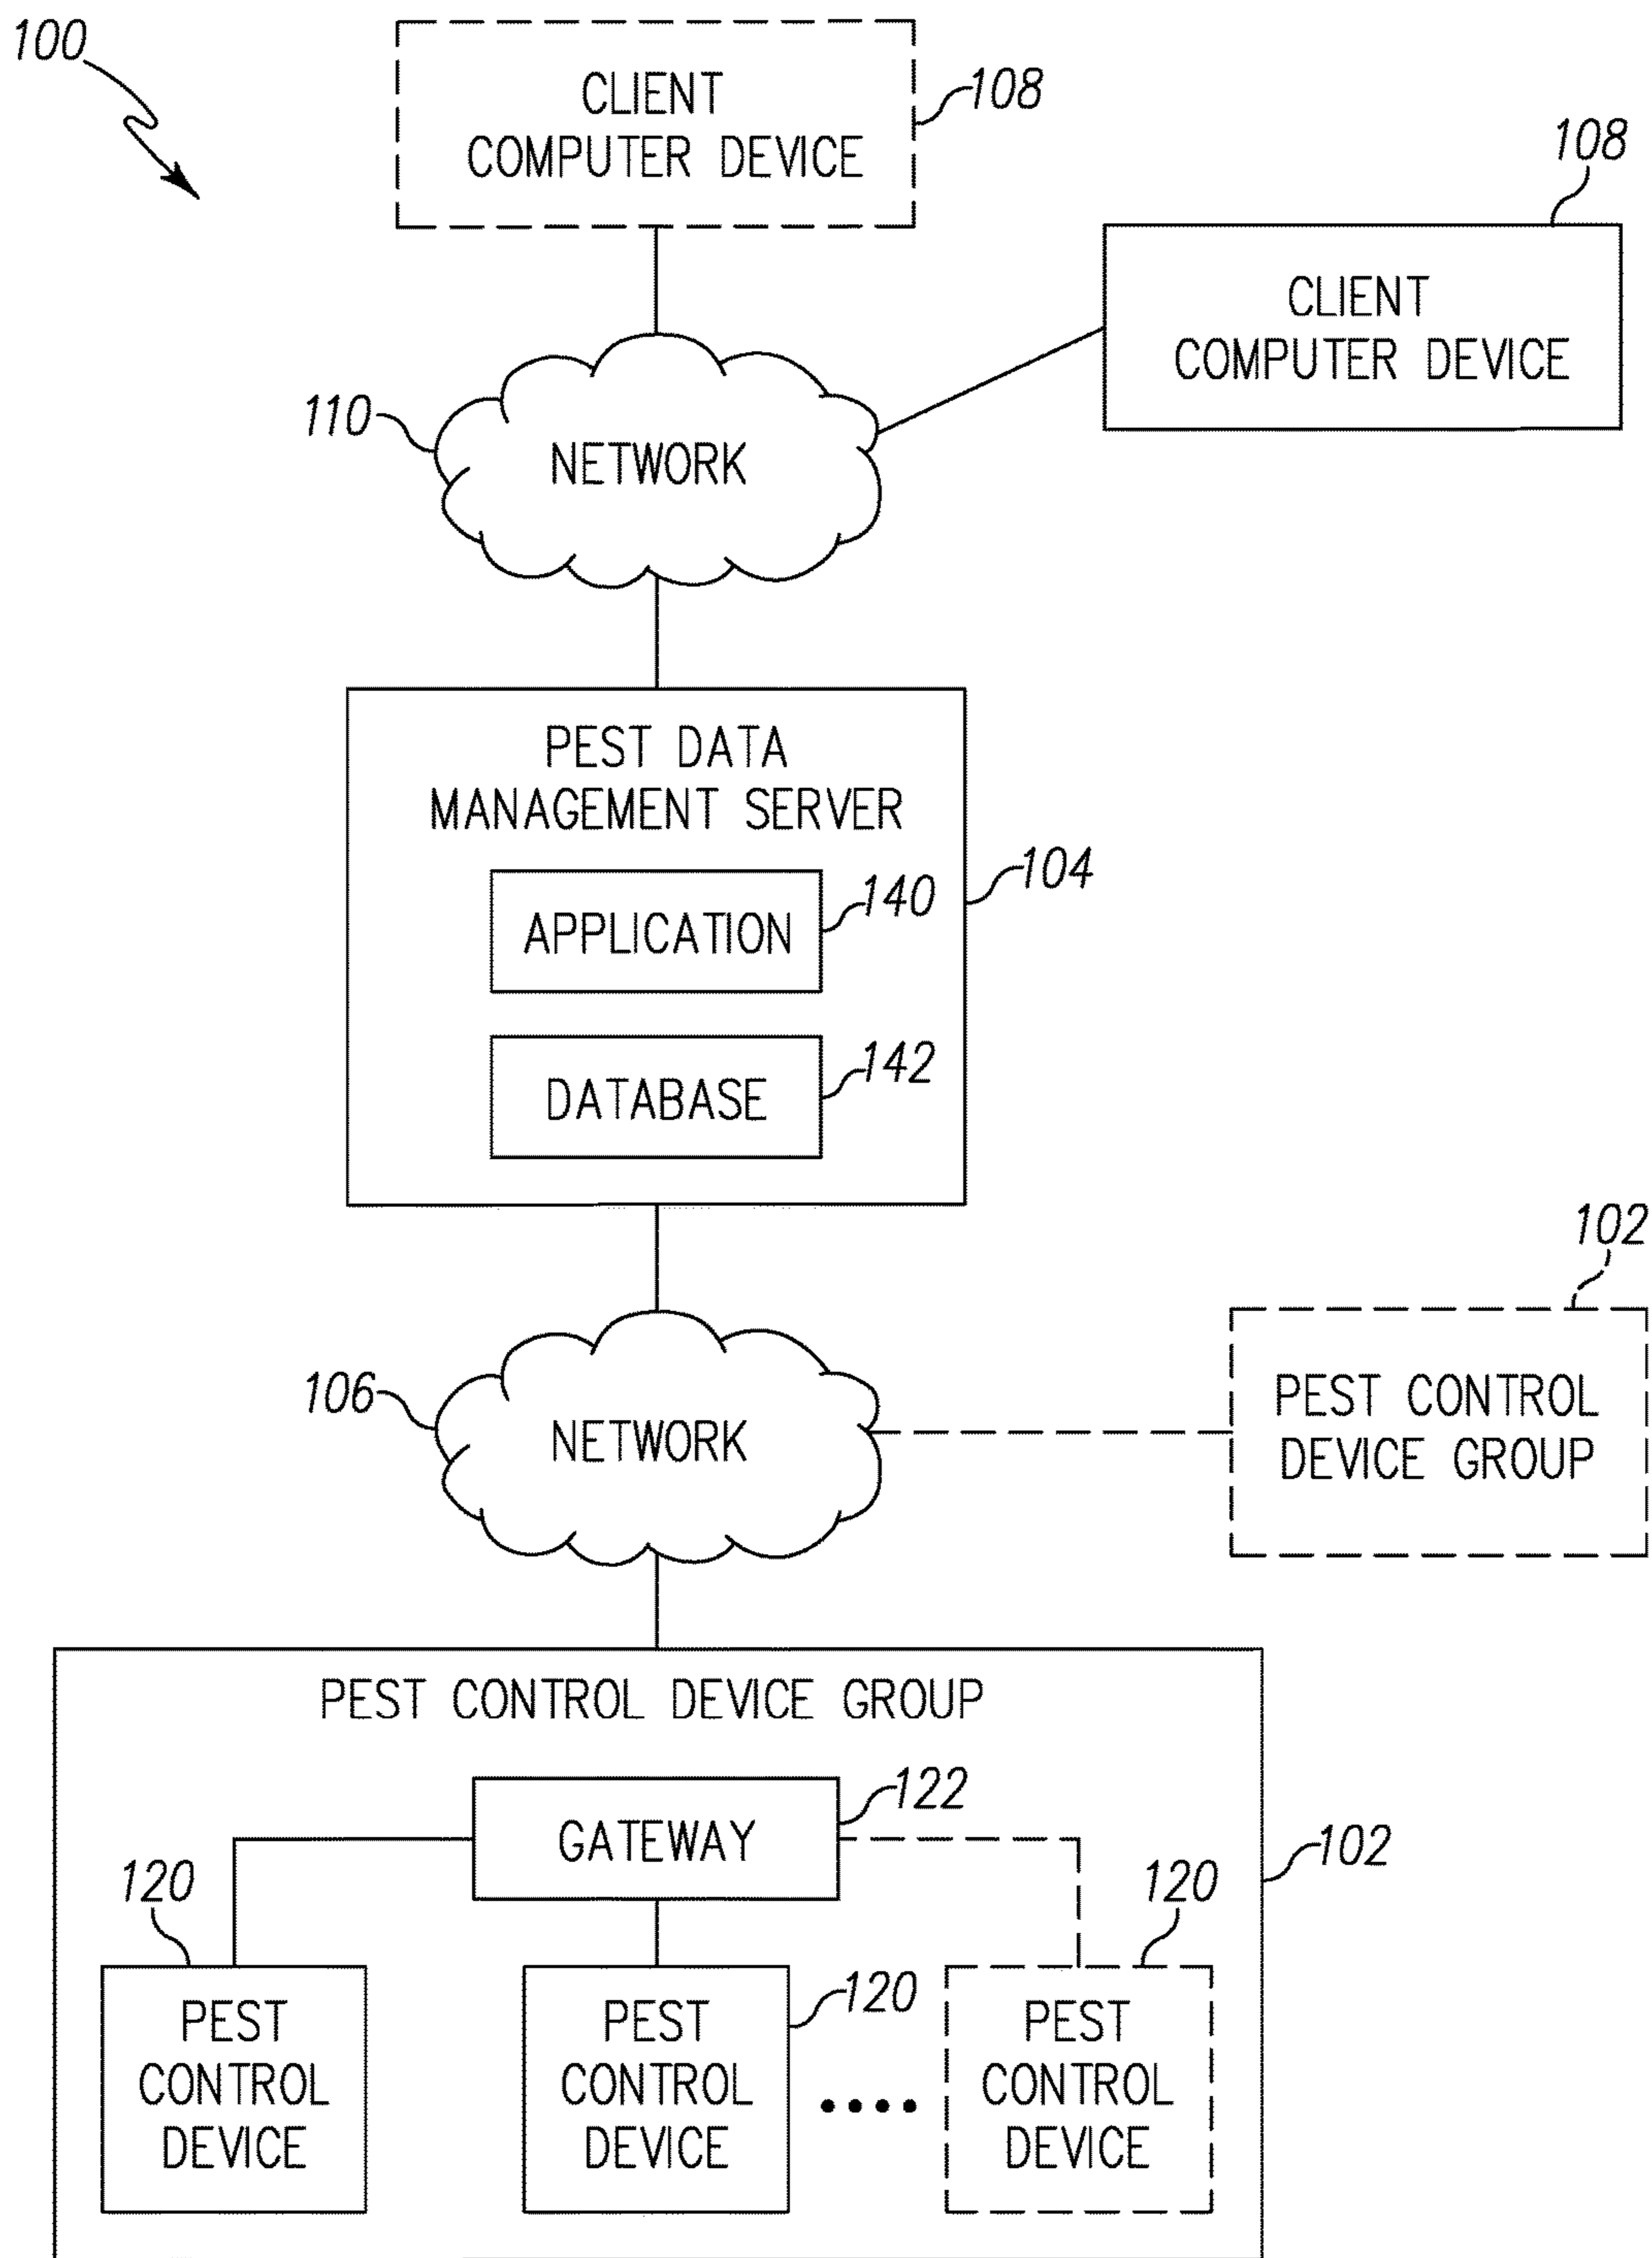 100
CLIENT
COMPUTER DEVICE
108
108
CLIENT
COMPUTER DEVICE
110
NETWORK
PEST DATA
MANAGEMENT SERVER
104
APPLICATION
140
DATABASE
142
102
PEST CONTROL
DEVICE GROUP
106
NETWORK
PEST CONTROL DEVICE GROUP
122
GATEWAY
102
120
120
PEST
CONTROL
DEVICE
PEST
CONTROL
DEVICE
120
PEST
CONTROL
DEVICE